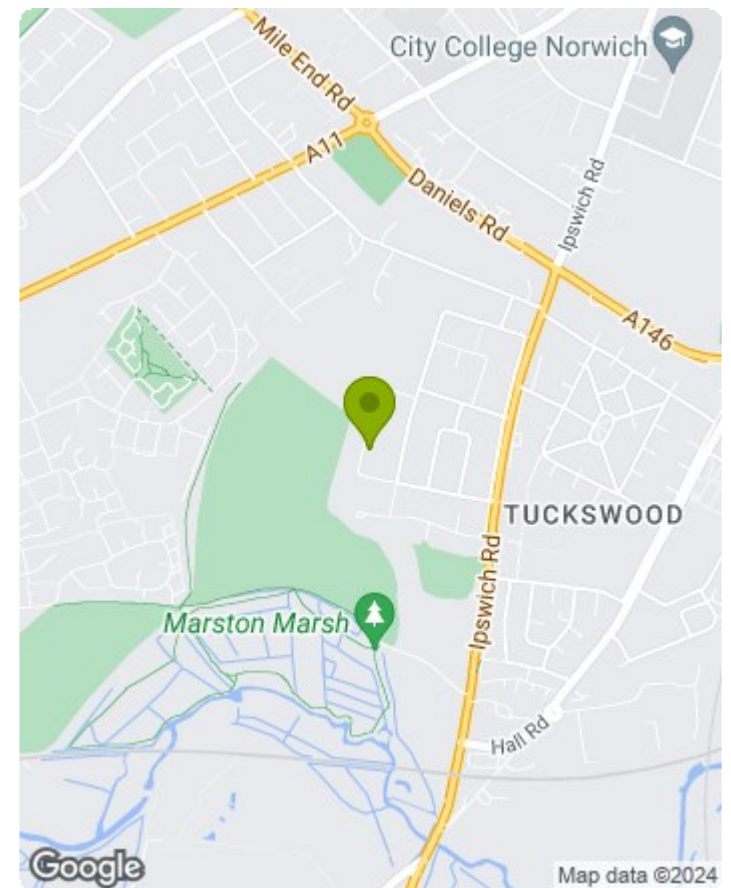 City College Norwich
Mile End Rd
A11
Daniels Rd
Ipswich Rd
A146
TUCKSWOOD
Ipswich Rd
Marston Marsh
Hall Rd
Google
Map data ©2024